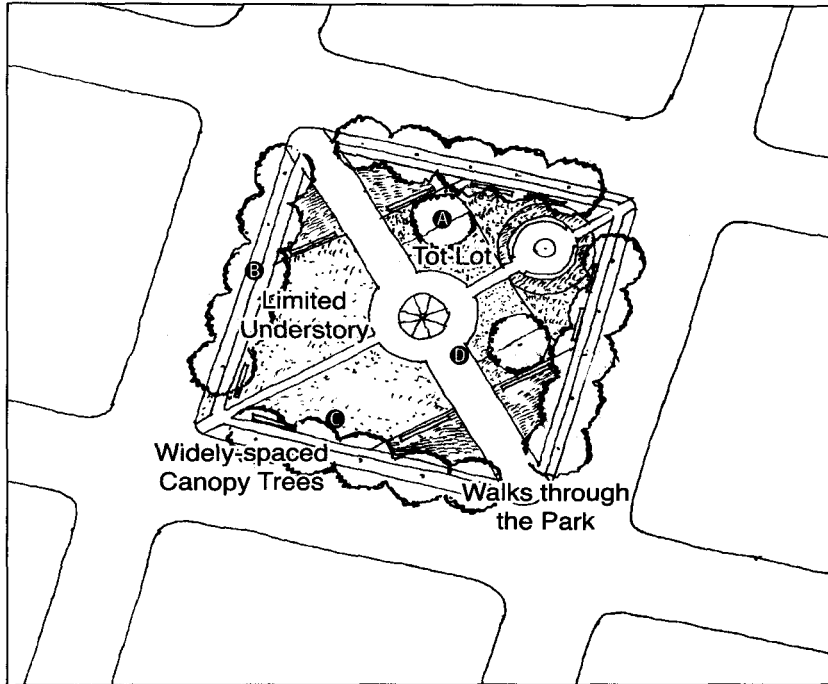 A
Tot Lot
B
Limited
Understory
D
C
Widely-spaced
Canopy Trees
Walks through
the Park